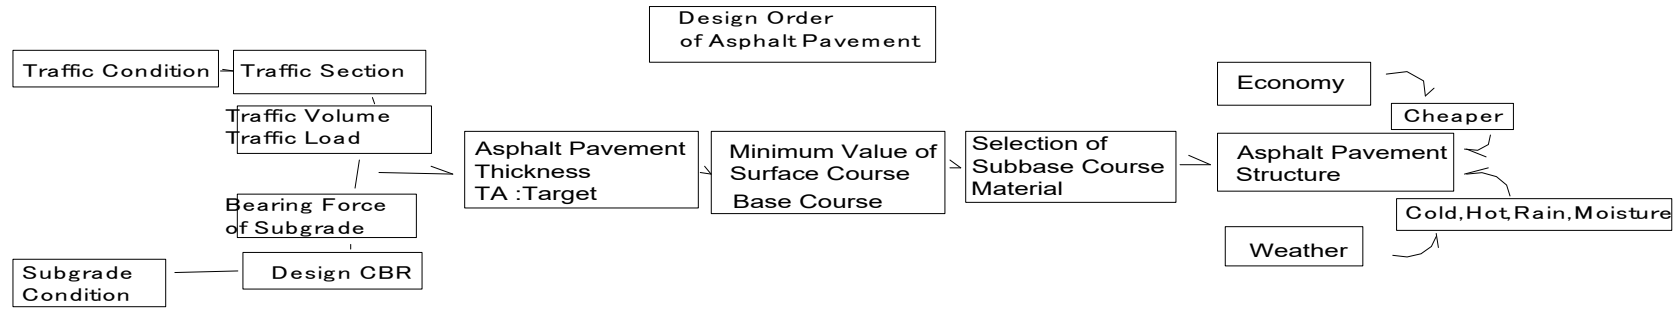 Design Order
of Asphalt Pavement
Traffic Condition
Traffic Section
Traffic Volume
Traffic Load
Bearing Force
of Subgrade
Subgrade
Condition
Design CBR
Asphalt Pavement
Thickness
TA :Target
Minimum Value of
Surface Course
Base Course
Selection of
Subbase Course
Material
Economy
Cheaper
Asphalt Pavement
Structure
Cold,Hot,Rain,Moisture
Weather